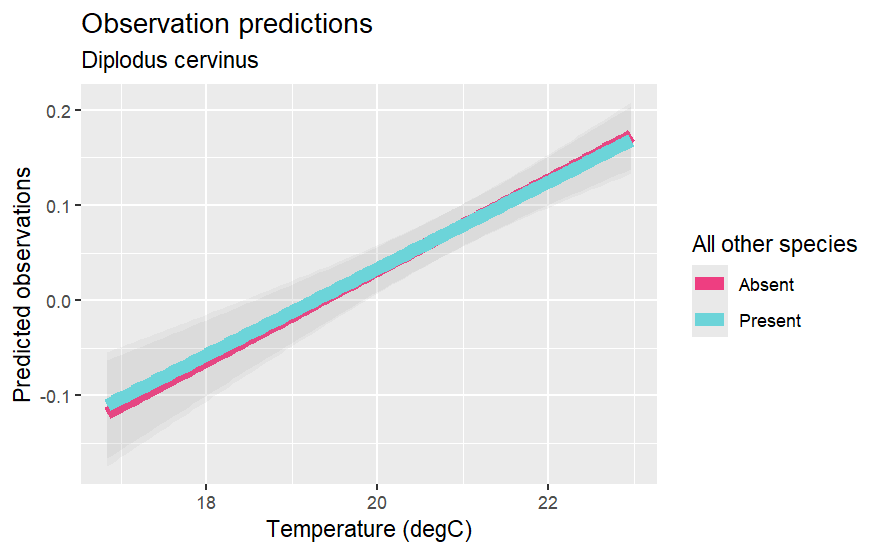 Observation predictions
Diplodus cervinus
0.2
0.1
0.0
-0.1
Predicted observations
18 20 22
Temperature (degC)
All other species
Absent
Present